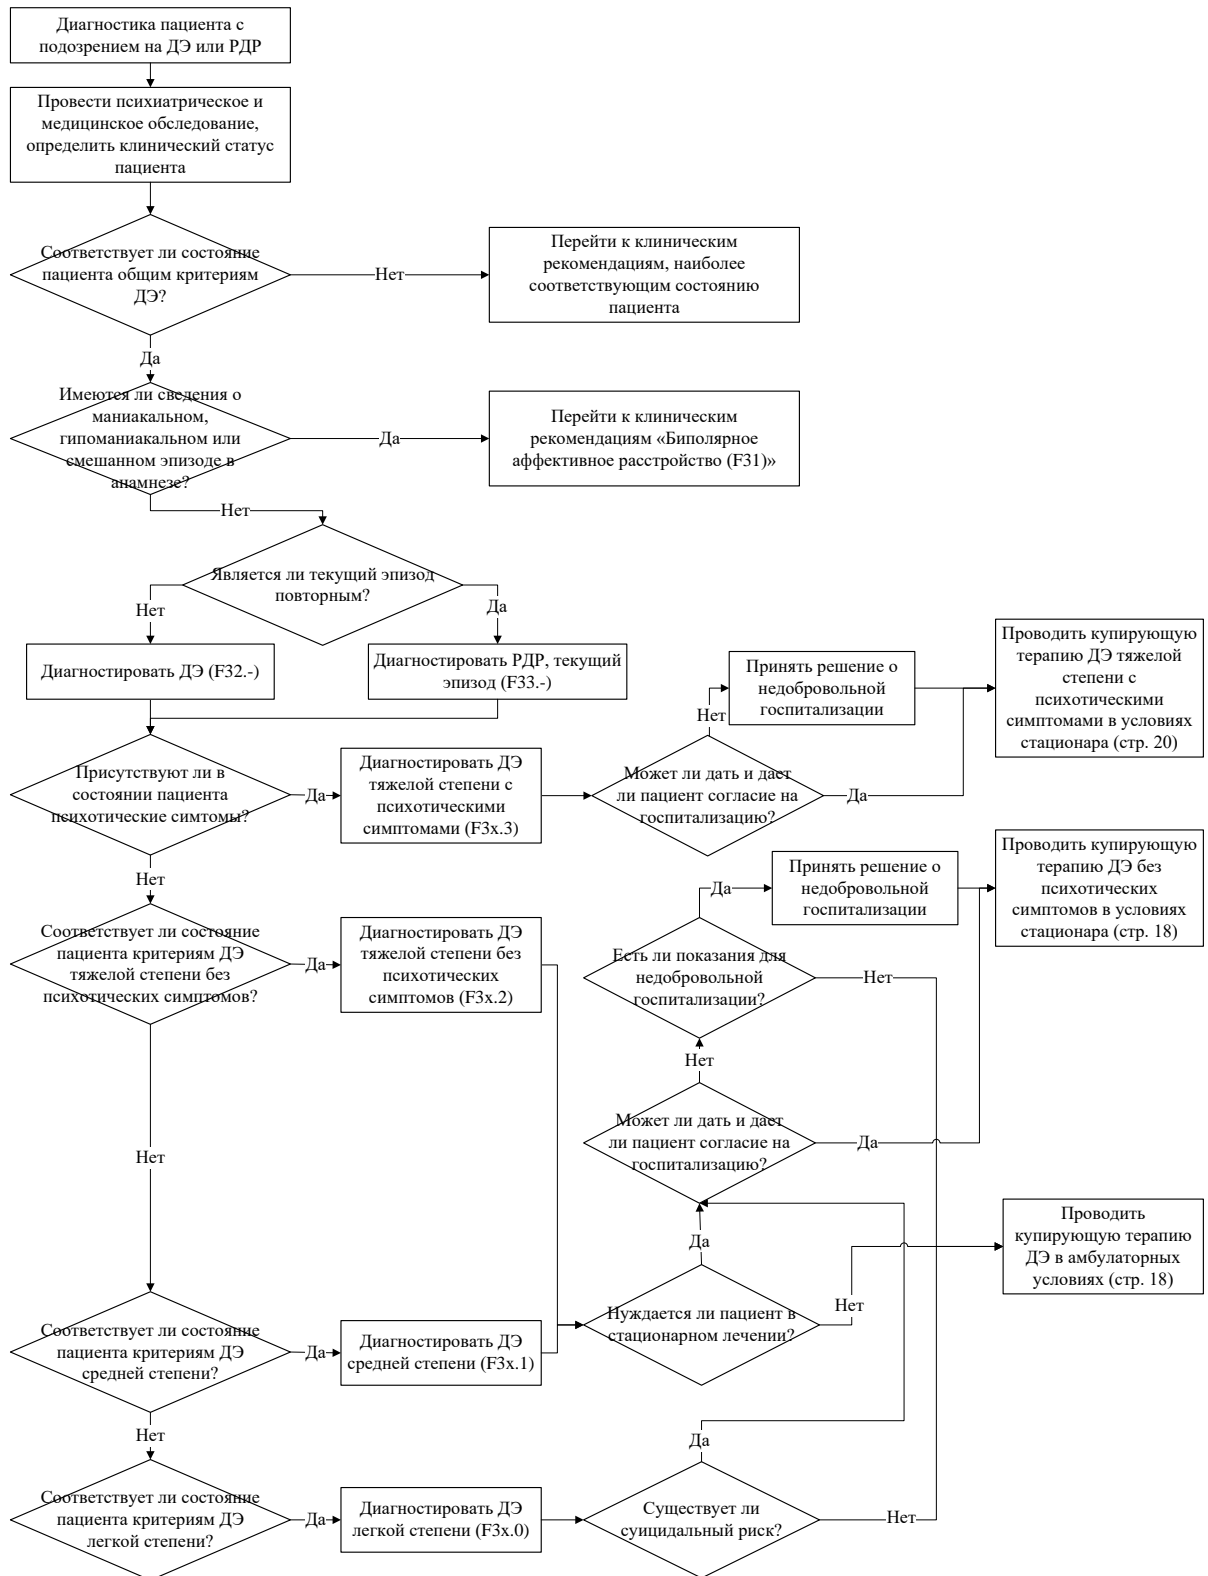 Диагностика пациента с
подозрением на ДЭ или РДР
Провести психиатрическое и
медицинское обследование,
определить клинический статус
пациента
Соответствует ли состояние
пациента общим критериям
ДЭ?
Нет
Перейти к клиническим
рекомендациям, наиболее
соответствующим состоянию
пациента
Да
Имеются ли сведения о
маниакальном,
гипоманиакальном или
смешанном эпизоде в
анамнезе?
Да
Перейти к клиническим
рекомендациям «Биполярное
аффективное расстройство (F31)»
Нет
Является ли текущий эпизод
повторным?
Нет
Да
Диагностировать ДЭ (F32.-)
Диагностировать РДР, текущий
эпизод (F33.-)
Присутствуют ли в
состоянии пациента
психотические симтомы?
Да
Диагностировать ДЭ
тяжелой степени с
психотическими
симптомами (F3x.3)
Может ли дать и дает
ли пациент согласие на
госпитализацию?
Нет
Принять решение о
недобровольной
госпитализации
Да
Проводить купирующую
терапию ДЭ тяжелой
степени с
психотическими
симптомами в условиях
стационара (стр. 20)
Нет
Соответствует ли состояние
пациента критериям ДЭ
тяжелой степени без
психотических симптомов?
Да
Диагностировать ДЭ
тяжелой степени без
психотических
симптомов (F3x.2)
Есть ли показания для
недобровольной
госпитализации?
Да
Принять решение о
недобровольной
госпитализации
Проводить купирующую
терапию ДЭ без
психотических
симптомов в условиях
стационара (стр. 18)
Нет
Нет
Может ли дать и дает
ли пациент согласие на
госпитализацию?
Да
Нет
Да
Проводить
купирующую терапию
ДЭ в амбулаторных
условиях (стр. 18)
Соответствует ли состояние
пациента критериям ДЭ
средней степени?
Да
Диагностировать ДЭ
средней степени (F3x.1)
Нуждается ли пациент в
стационарном лечении?
Нет
Нет
Да
Соответствует ли состояние
пациента критериям ДЭ
легкой степени?
Да
Диагностировать ДЭ
легкой степени (F3x.0)
Существует ли
суицидальный риск?
Нет